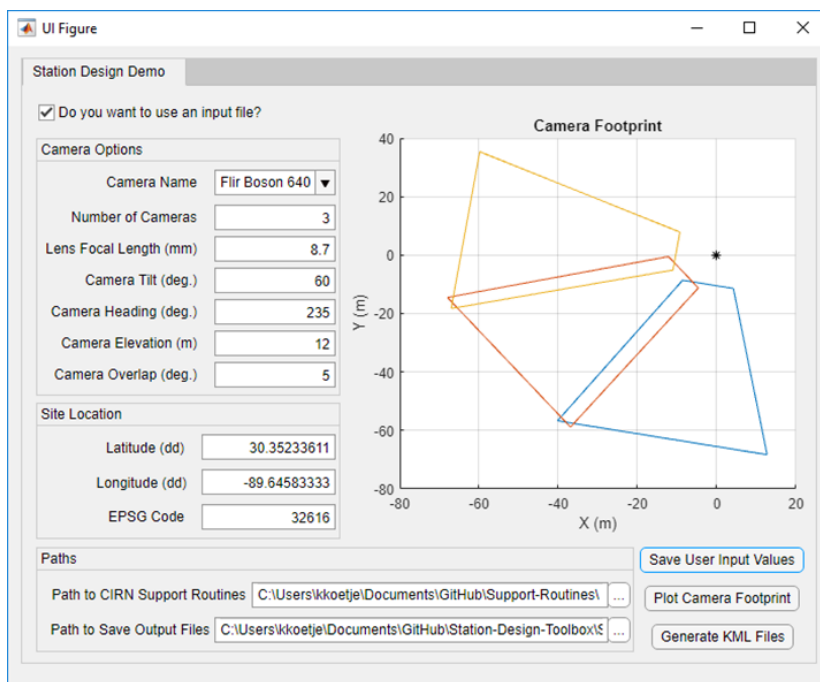 UI Figure
Station Design Demo
Do you want to use an input file?
Camera Options
Camera Name Flir Boson 640
Number of Cameras 3
Lens Focal Length (mm) 8.7
Camera Tilt (deg.) 60
Camera Heading (deg.) 235
Camera Elevation (m) 12
Camera Overlap (deg.) 5
Site Location
Latitude (dd) 30.35233611
Longitude (dd) -89.64583333
EPSG Code 32616
Camera Footprint
40
20
0
-20
-40
-60
-80
Y (m)
-80 -60 -40 -20 0 20
X (m)
Paths
Path to CIRN Support Routines C:\Users\kkoetje\Documents\GitHub\Support-Routines\ ...
Path to Save Output Files C:\Users\kkoetje\Documents\GitHub\Station-Design-Toolbox\S ...
Save User Input Values
Plot Camera Footprint
Generate KML Files